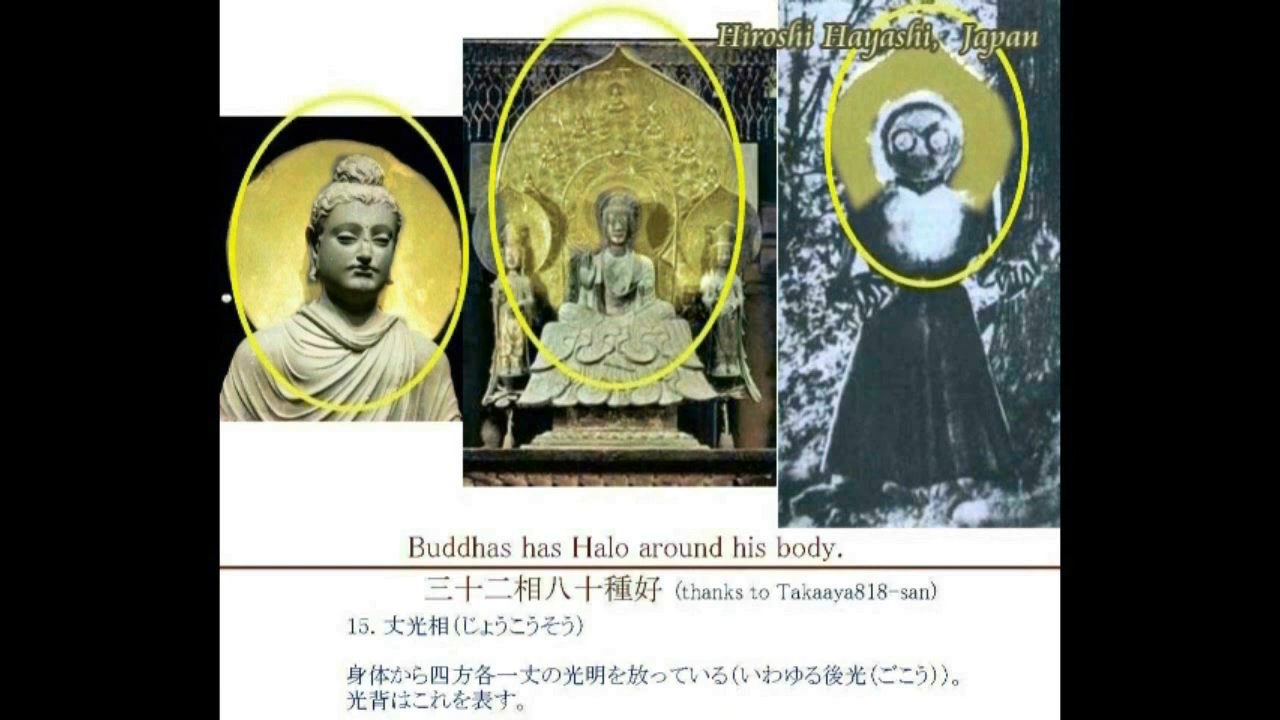 Hiroshi Hayashi, Japan
Buddhas has Halo around his body.
三十二相八十種好 (thanks to Takaaya818-san)
15. 丈光相(じょうこうそう)
身体から四方各一丈の光明を放っている(いわゆる後光(ごこう))。
光背はこれを表す。